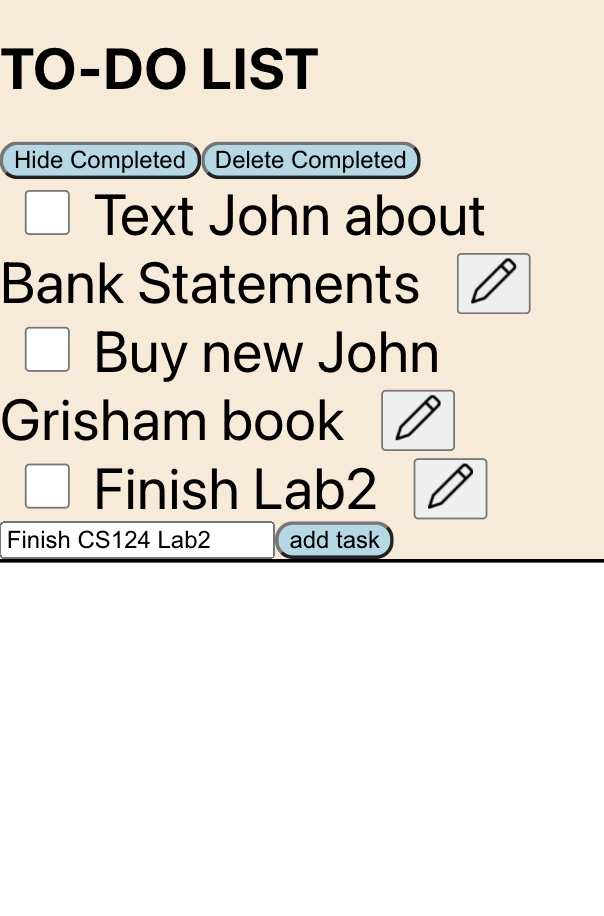 TO-DO LIST
Hide Completed Delete Completed
Text John about
Bank Statements
Buy new John
Grisham book
Finish Lab2
Finish CS124 Lab2 add task